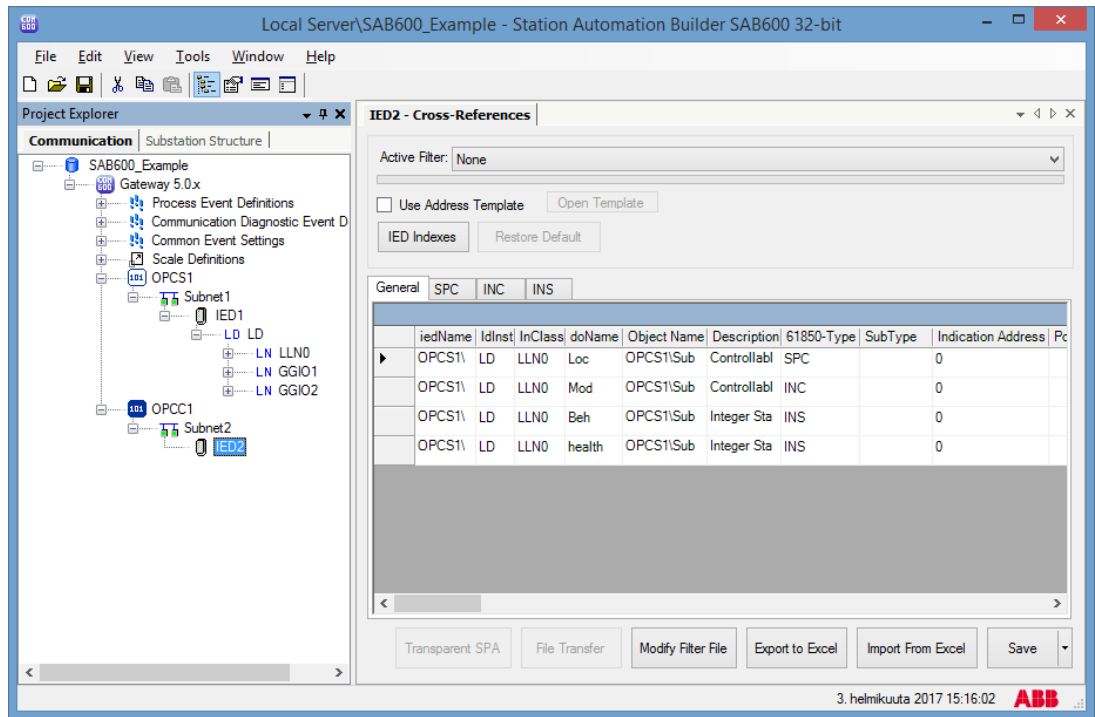 Local Server\SAB600_Example - Station Automation Builder SAB600 32-bit
File Edit View Tools Window Help
Project Explorer
Communication Substation Structure
SAB600_Example
Gateway 5.0.x
Process Event Definitions
Communication Diagnostic Event D
Common Event Settings
Scale Definitions
OPCS1
Subnet1
IED1
LD LD
LN LLN0
LN GGIO1
LN GGIO2
OPCC1
Subnet2
IED2
IED2 - Cross-References
Active Filter: None
Use Address Template Open Template
IED Indexes Restore Default
General SPC INC INS
iedName ldInst lnClass doName Object Name Description 61850-Type SubType Indication Address Pc
OPCS1\ LD LLN0 Loc OPCS1\Sub Controllabl SPC 0
OPCS1\ LD LLN0 Mod OPCS1\Sub Controllabl INC 0
OPCS1\ LD LLN0 Beh OPCS1\Sub Integer Sta INS 0
OPCS1\ LD LLN0 health OPCS1\Sub Integer Sta INS 0
Transparent SPA File Transfer Modify Filter File Export to Excel Import From Excel Save
3. helmikuuta 2017 15:16:02 ABB